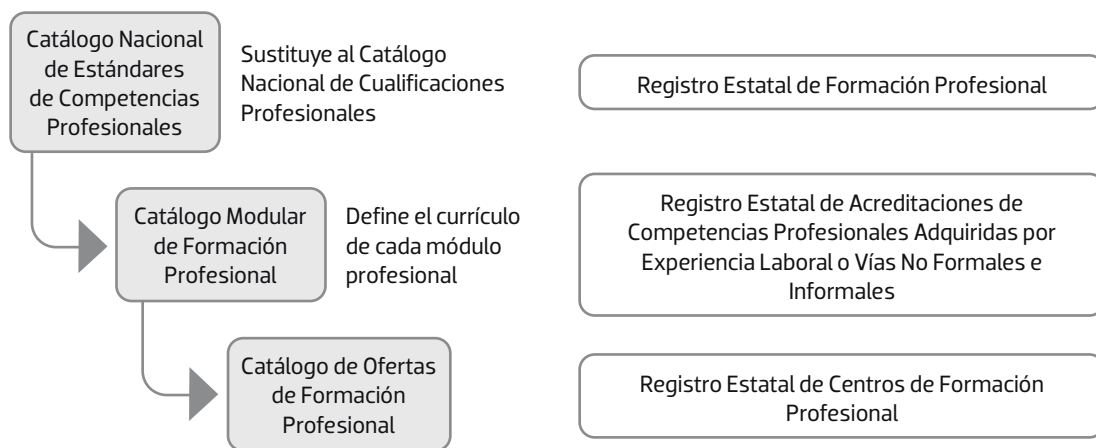 Catálogo Nacional
de Estándares
de Competencias
Profesionales
Sustituye al Catálogo
Nacional de Cualificaciones
Profesionales
Registro Estatal de Formación Profesional
Catálogo Modular
de Formación
Profesional
Define el currículo
de cada módulo
profesional
Registro Estatal de Acreditaciones de
Competencias Profesionales Adquiridas por
Experiencia Laboral o Vías No Formales e
Informales
Catálogo de Ofertas
de Formación
Profesional
Registro Estatal de Centros de Formación
Profesional